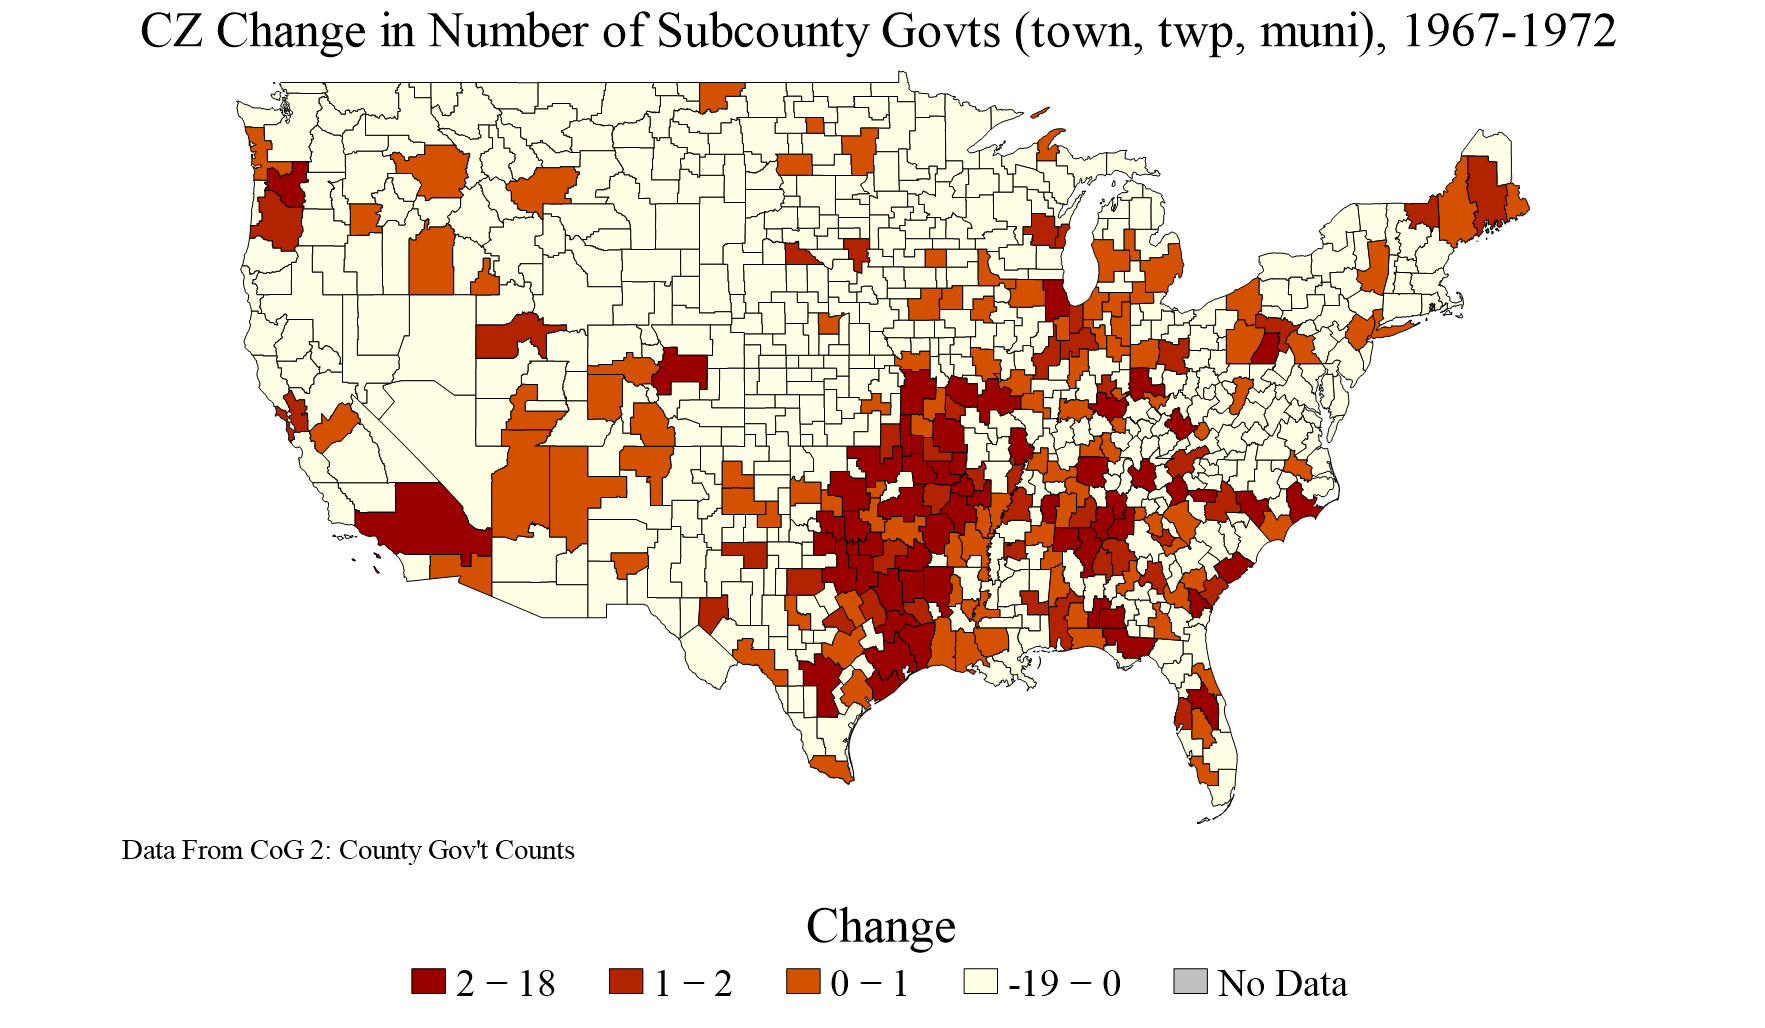 CZ Change in Number of Subcounty Govts (town, twp, muni), 1967-1972
Data From CoG 2: County Gov't Counts
Change
2 − 18
1 − 2
0 − 1
-19 − 0
No Data